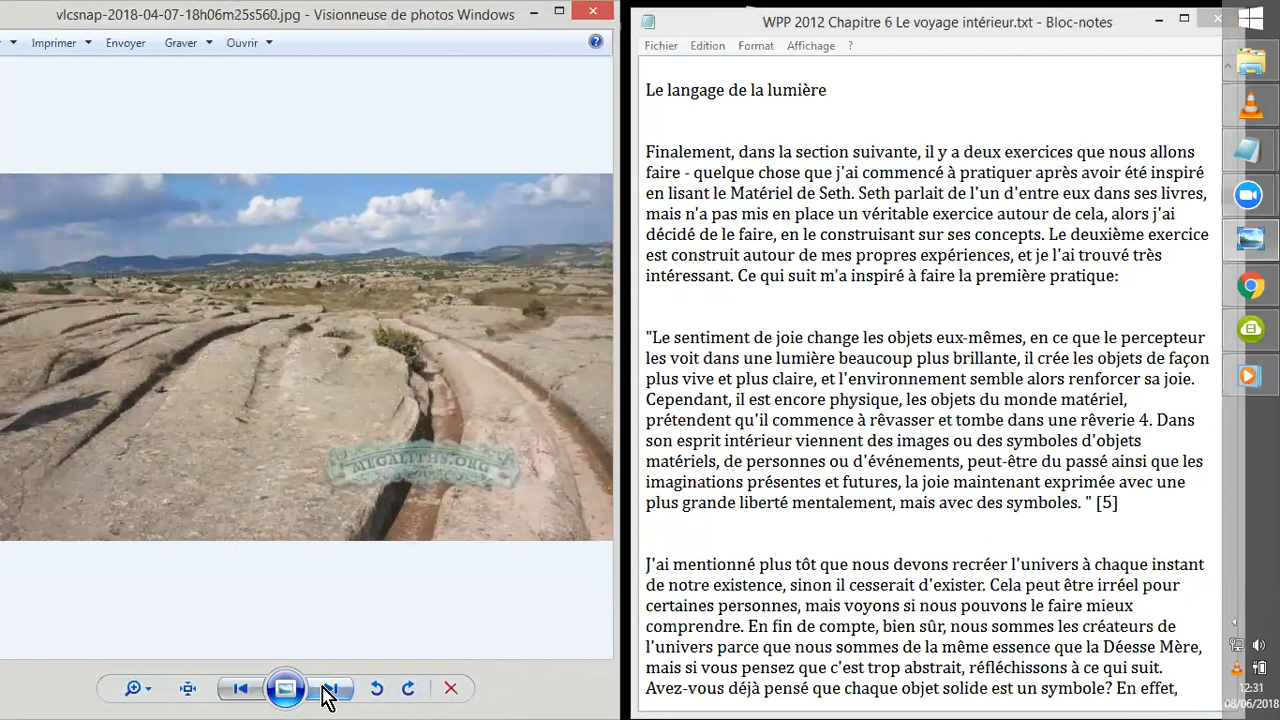 vlcsnap-2018-04-07-18h06m25s560.jpg - Visionneuse de photos Windows
Imprimer
Envoyer
Graver
Ouvrir
?
MEGALITHS.ORG
WPP 2012 Chapitre 6 Le voyage intérieur.txt - Bloc-notes
Fichier Edition Format Affichage ?
Le langage de la lumière
Finalement, dans la section suivante, il y a deux exercices que nous allons
faire - quelque chose que j'ai commencé à pratiquer après avoir été inspiré
en lisant le Matériel de Seth. Seth parlait de l'un d'entre eux dans ses livres,
mais n'a pas mis en place un véritable exercice autour de cela, alors j'ai
décidé de le faire, en le construisant sur ses concepts. Le deuxième exercice
est construit autour de mes propres expériences, et je l'ai trouvé très
intéressant. Ce qui suit m'a inspiré à faire la première pratique:
"Le sentiment de joie change les objets eux-mêmes, en ce que le percepteur
les voit dans une lumière beaucoup plus brillante, il crée les objets de façon
plus vive et plus claire, et l'environnement semble alors renforcer sa joie.
Cependant, il est encore physique, les objets du monde matériel,
prétendent qu'il commence à rêvasser et tombe dans une rêverie 4. Dans
son esprit intérieur viennent des images ou des symboles d'objets
matériels, de personnes ou d'événements, peut-être du passé ainsi que les
imaginations présentes et futures, la joie maintenant exprimée avec une
plus grande liberté mentalement, mais avec des symboles. " [5]
J'ai mentionné plus tôt que nous devons recréer l'univers à chaque instant
de notre existence, sinon il cesserait d'exister. Cela peut être irréel pour
certaines personnes, mais voyons si nous pouvons le faire mieux
comprendre. En fin de compte, bien sûr, nous sommes les créateurs de
l'univers parce que nous sommes de la même essence que la Déesse Mère,
mais si vous pensez que c'est trop abstrait, réfléchissons à ce qui suit.
Avez-vous déjà pensé que chaque objet solide est un symbole? En effet,
12:31
08/06/2018